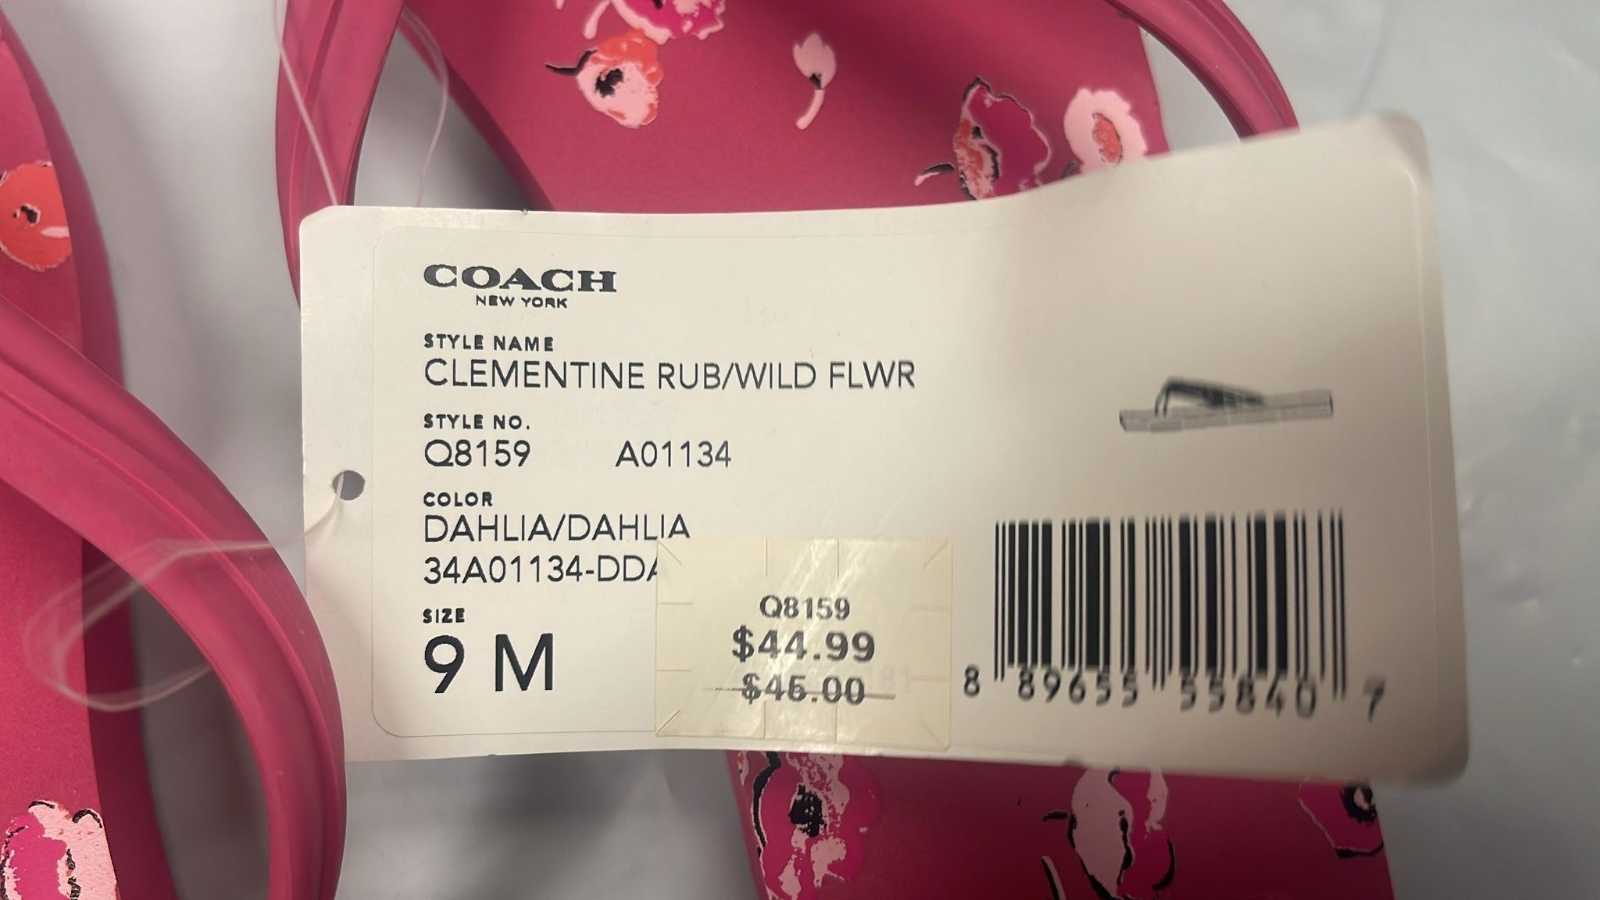 COACH
NEW YORK
STYLE NAME
CLEMENTINE RUB/WILD FLWR
STYLE NO.
Q8159 A01134
COLOR
DAHLIA/DAHLIA
34A01134-DDA
SIZE
9 M
Q8159
$44.99
$45.00
8 89655 55840 7